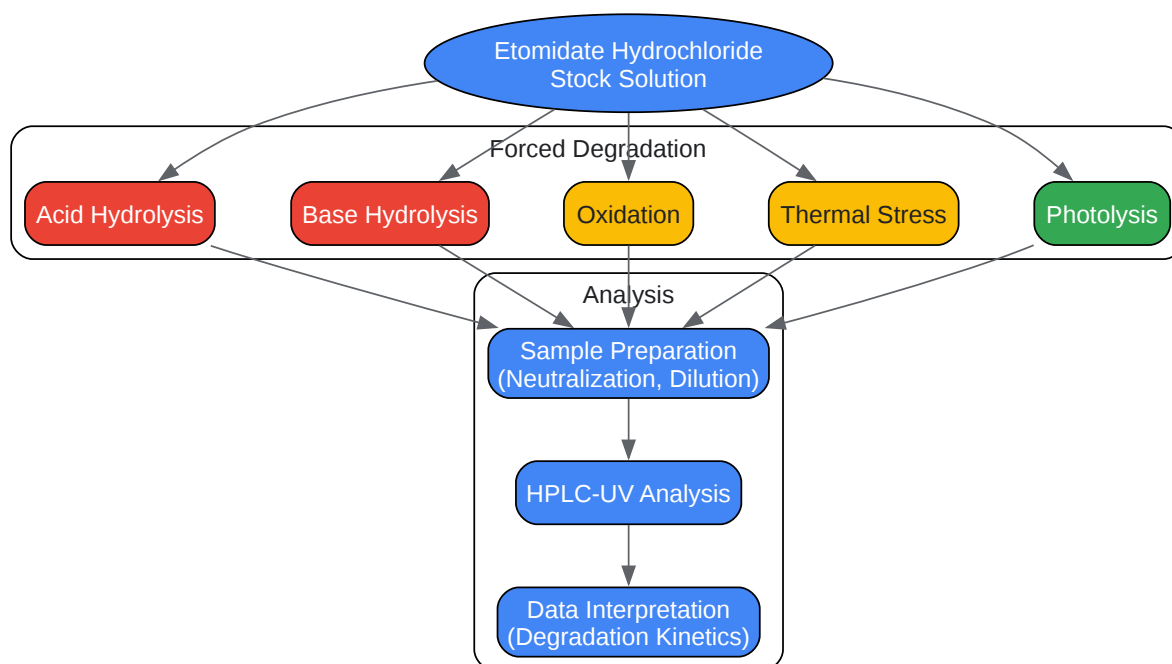 Etomidate Hydrochloride
Stock Solution
Forced Degradation
Acid Hydrolysis
Base Hydrolysis
Oxidation
Thermal Stress
Photolysis
Analysis
Sample Preparation
(Neutralization, Dilution)
HPLC-UV Analysis
Data Interpretation
(Degradation Kinetics)